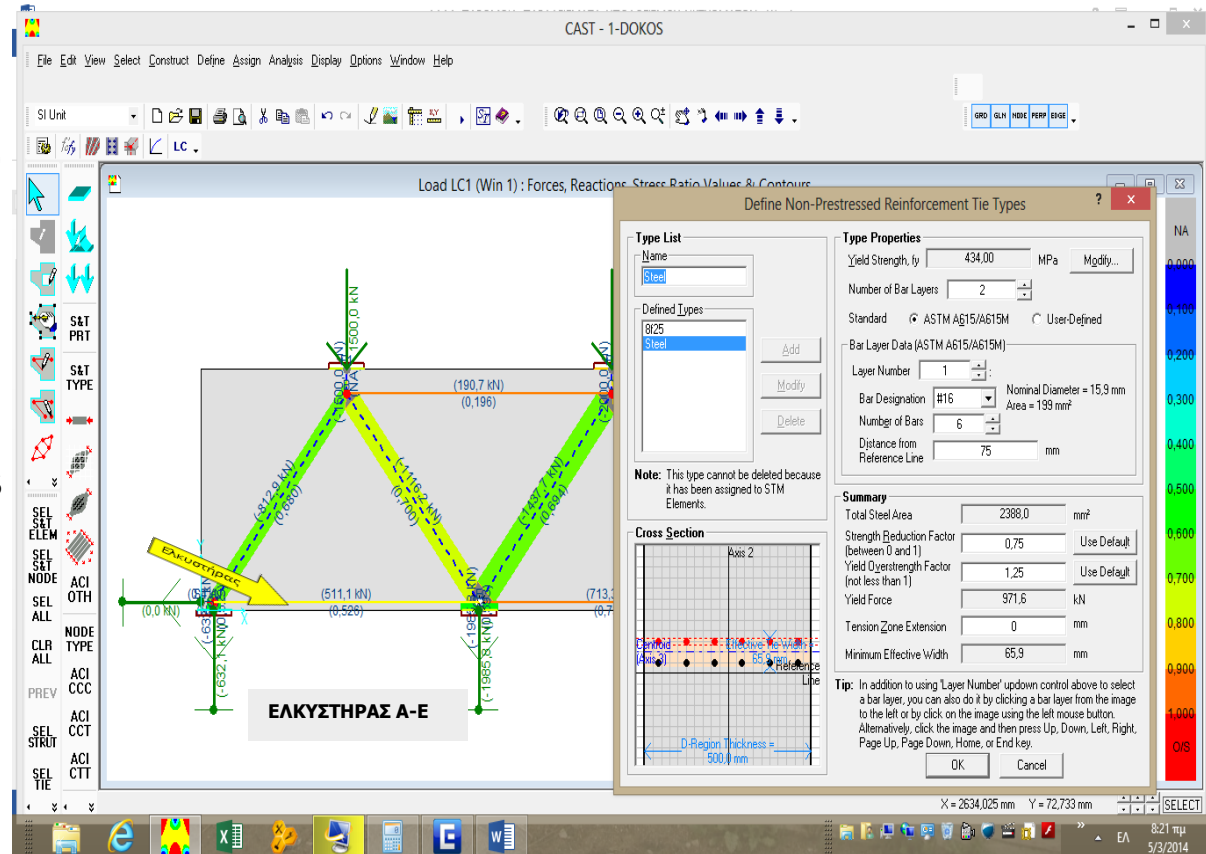 CAST - 1-DOKOS
File Edit View Select Construct Define Assign Analysis Display Options Window Help
SI Unit
GRD GLN NODE PERP EDGE
fcfy LC
Load LC1 (Win 1) : Forces, Reactions, Stress Ratio Values & Contours
S&T PRT
S&T TYPE
SEL S&T ELEM
SEL S&T NODE
SEL ALL
CLR ALL
PREV
SEL STRUT
SEL TIE
ACI OTH
NODE TYPE
ACI CCC
ACI CCT
ACI CTT
-1500,0 kN
(190,7 kN)
(0,196)
(-812,9 kN)
(0,680)
(-1116,2 kN)
(0,700)
(-1437,7 kN)
(0,694)
Ελκυστήρας
(0,0 kN)
(511,1 kN)
(0,526)
(713,3
(-632,1 kN)
(-1985,8 kN)
ΕΛΚΥΣΤΗΡΑΣ Α-Ε
Define Non-Prestressed Reinforcement Tie Types
? x
Type List
Name
Steel
Defined Types
8f25
Steel
Add
Modify
Delete
Note: This type cannot be deleted because
it has been assigned to STM
Elements.
Cross Section
Axis 2
Centroid
(Axis 3)
Effective Tie Width =
65,9 mm
Reference
Line
D-Region Thickness =
500,0 mm
Type Properties
Yield Strength, fy 434,00 MPa Modify...
Number of Bar Layers 2
Standard ASTM A615/A615M User-Defined
Bar Layer Data (ASTM A615/A615M)
Layer Number 1 :
Bar Designation #16 Nominal Diameter = 15,9 mm
Area = 199 mm²
Number of Bars 6
Distance from
Reference Line 75 mm
Summary
Total Steel Area 2388,0 mm²
Strength Reduction Factor
(between 0 and 1) 0,75 Use Default
Yield Overstrength Factor
(not less than 1) 1,25 Use Default
Yield Force 971,6 kN
Tension Zone Extension 0 mm
Minimum Effective Width 65,9 mm
Tip: In addition to using 'Layer Number' updown control above to select
a bar layer, you can also do it by clicking a bar layer from the image
to the left or by click on the image using the left mouse button.
Alternatively, click the image and then press Up, Down, Left, Right,
Page Up, Page Down, Home, or End key.
OK Cancel
NA
0,000
0,100
0,200
0,300
0,400
0,500
0,600
0,700
0,800
0,900
1,000
O/S
X = 2634,025 mm Y = 72,733 mm SELECT
ΕΛ
8:21 πμ
5/3/2014